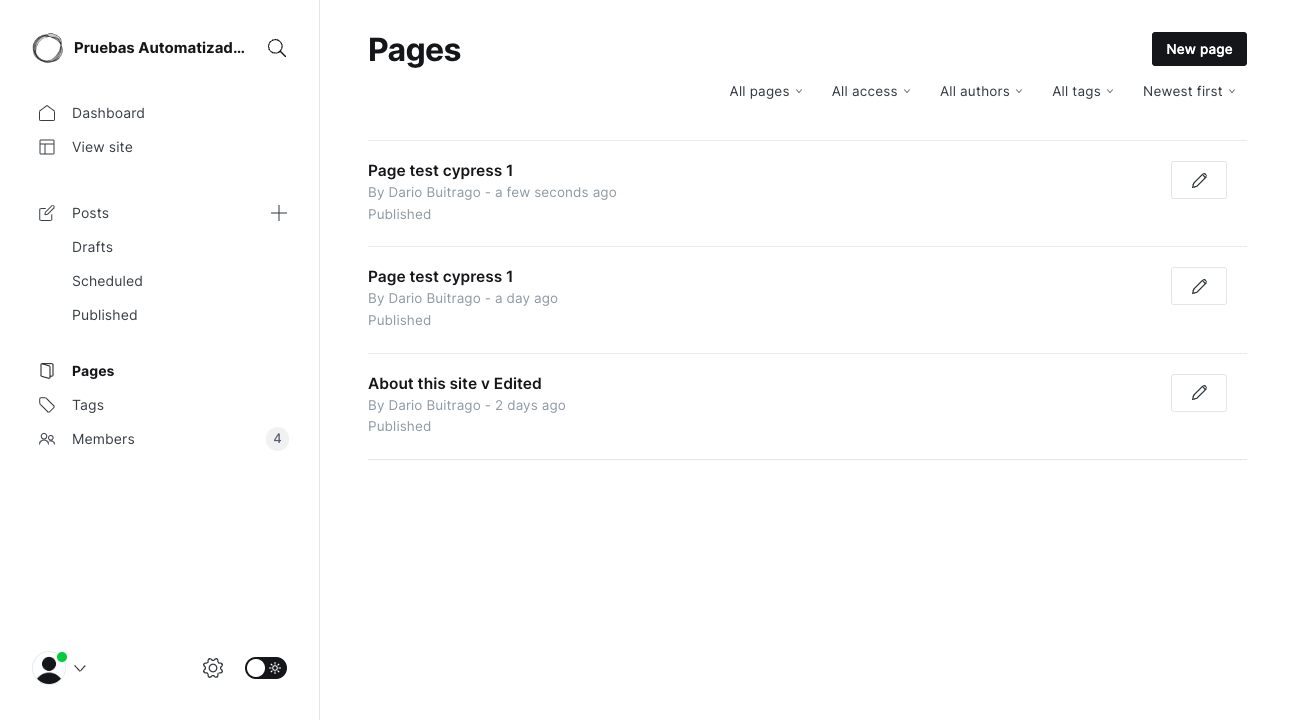 Pruebas Automatizad...
Dashboard
View site
Posts
Drafts
Scheduled
Published
Pages
Tags
Members
4
Pages
New page
All pages
All access
All authors
All tags
Newest first
Page test cypress 1
By Dario Buitrago - a few seconds ago
Published
Page test cypress 1
By Dario Buitrago - a day ago
Published
About this site v Edited
By Dario Buitrago - 2 days ago
Published